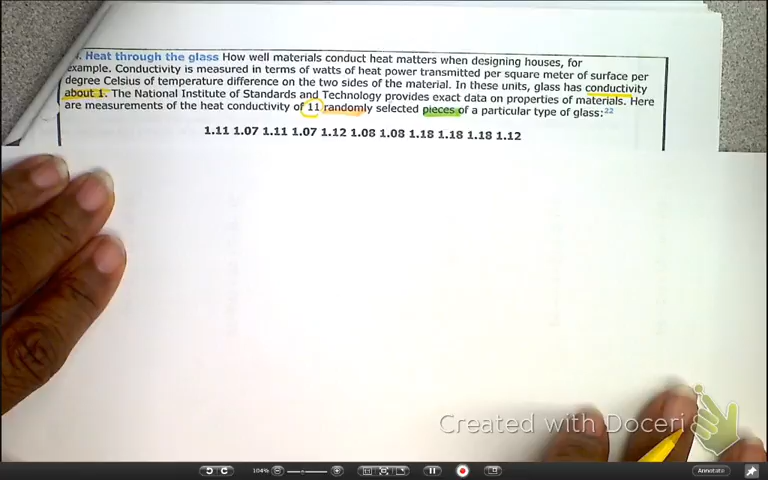 . Heat through the glass How well materials conduct heat matters when designing houses, for
example. Conductivity is measured in terms of watts of heat power transmitted per square meter of surface per
degree Celsius of temperature difference on the two sides of the material. In these units, glass has conductivity
about 1. The National Institute of Standards and Technology provides exact data on properties of materials. Here
are measurements of the heat conductivity of 11 randomly selected pieces of a particular type of glass:22
1.11 1.07 1.11 1.07 1.12 1.08 1.08 1.18 1.18 1.18 1.12
Created with Doceri
104%
Annotate